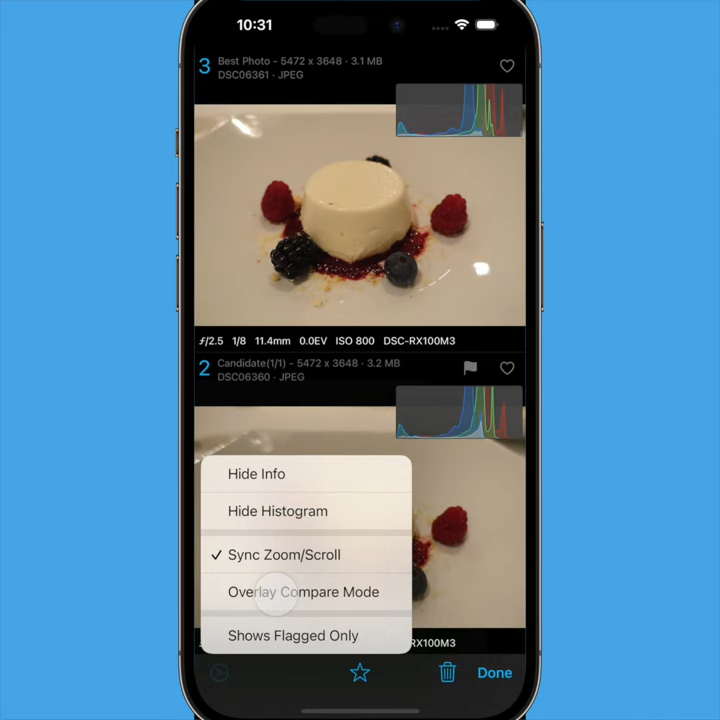 10:31
3 Best Photo - 5472 x 3648 · 3.1 MB
DSC06361 · JPEG
ƒ/2.5 1/8 11.4mm 0.0EV ISO 800 DSC-RX100M3
2 Candidate(1/1) - 5472 x 3648 · 3.2 MB
DSC06360 · JPEG
Hide Info
Hide Histogram
✓ Sync Zoom/Scroll
Overlay Compare Mode
Shows Flagged Only
RX100M3
Done